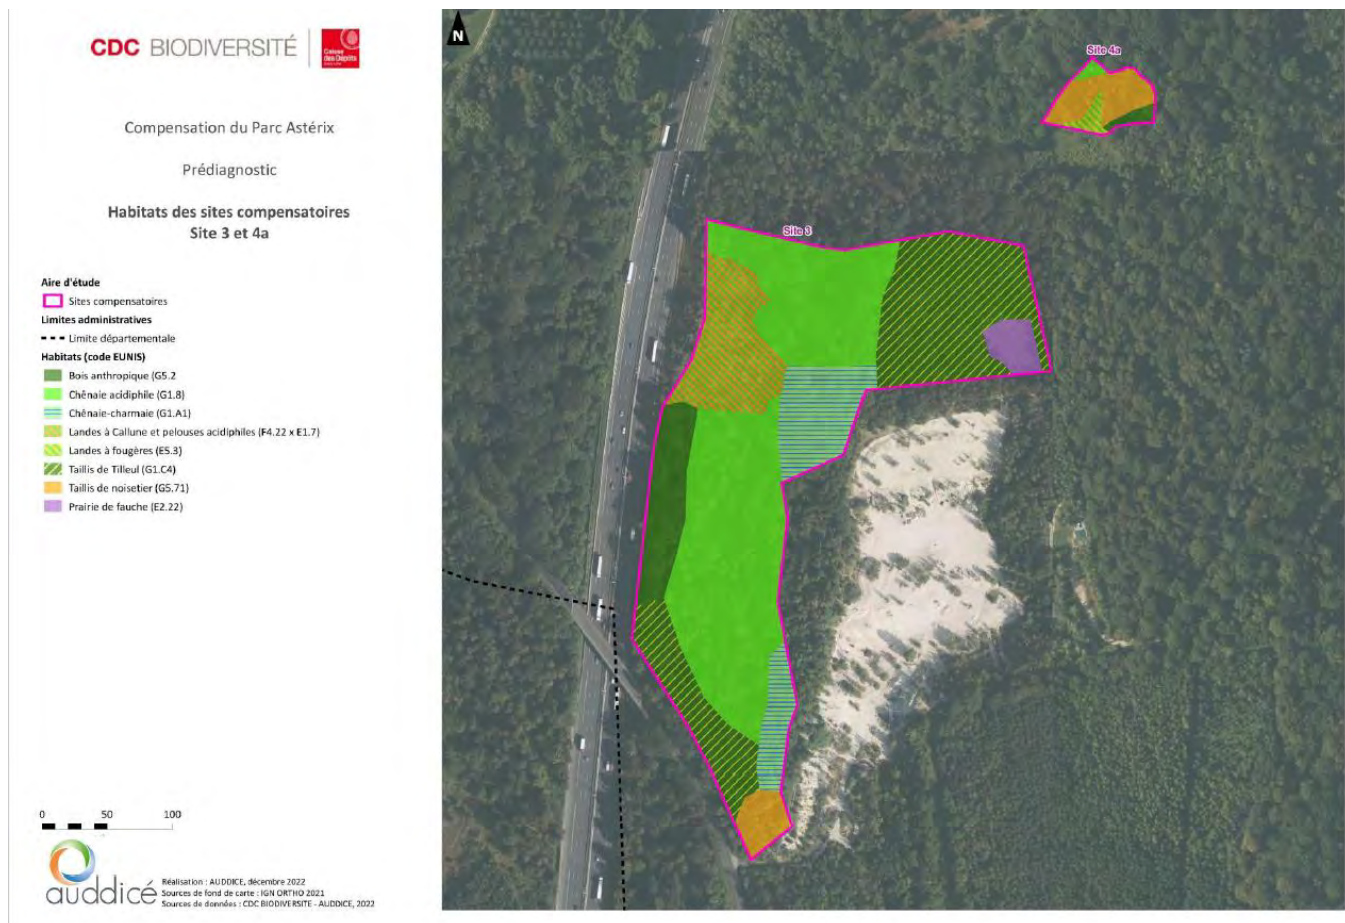 CDC BIODIVERSITÉ
Caisse
des Dépôts
Compensation du Parc Astérix
Prédiagnostic
Habitats des sites compensatoires
Site 3 et 4a
Aire d'étude
Sites compensatoires
Limites administratives
Limite départementale
Habitats (code EUNIS)
Bois anthropique (G5.2
Chênaie acidiphile (G1.8)
Chênaie-charmaie (G1.A1)
Landes à Callune et pelouses acidiphiles (F4.22 x E1.7)
Landes à fougères (E5.3)
Taillis de Tilleul (G1.C4)
Taillis de noisetier (G5.71)
Prairie de fauche (E2.22)
0 50 100
auddicé
Réalisation : AUDDICE, décembre 2022
Sources de fond de carte : IGN ORTHO 2021
Sources de données : CDC BIODIVERSITE - AUDDICE, 2022
N
Site 4a
Site 3